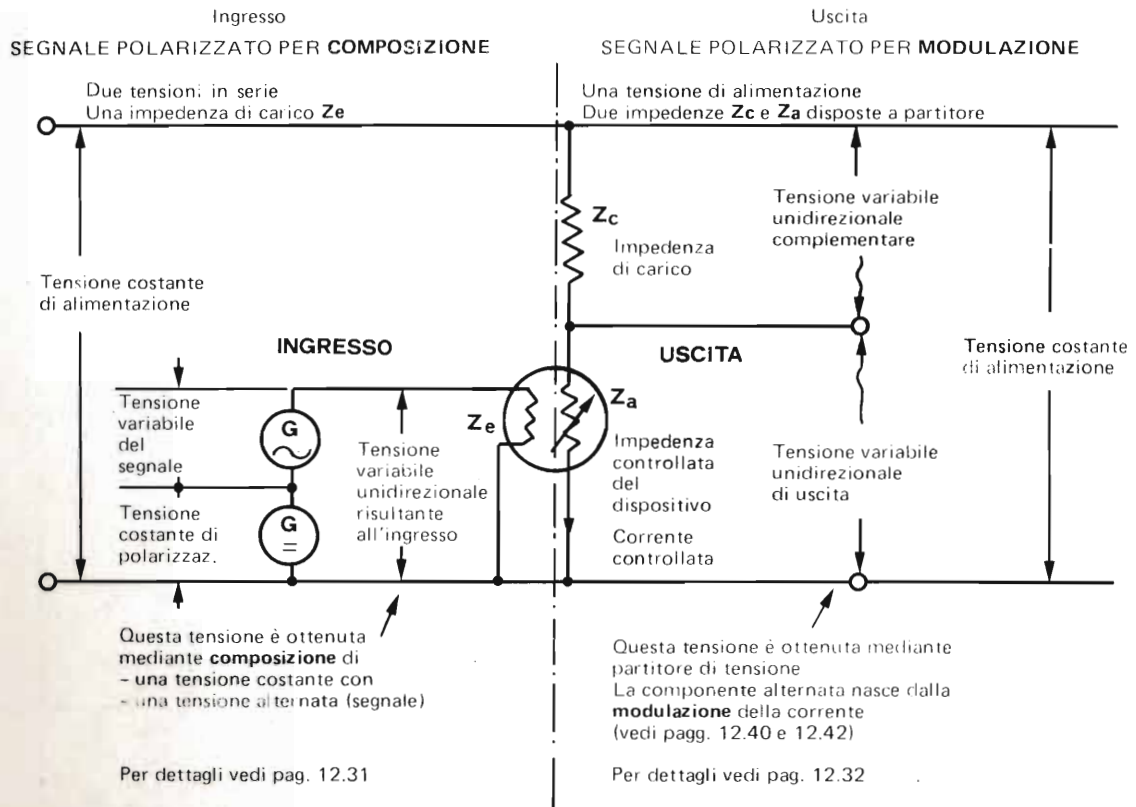 Ingresso
SEGNALE POLARIZZATO PER COMPOSIZIONE
Due tensioni in serie
Una impedenza di carico Ze
Tensione costante
di alimentazione
INGRESSO
Tensione
variabile
del
segnale
G
Tensione
costante di
polarizzaz.
G
=
Tensione
variabile
unidirezionale
risultante
all'ingresso
Ze
Questa tensione è ottenuta
mediante composizione di
- una tensione costante con
- una tensione alternata (segnale)
Per dettagli vedi pag. 12.31
Uscita
SEGNALE POLARIZZATO PER MODULAZIONE
Una tensione di alimentazione
Due impedenze Zc e Za disposte a partitore
Zc
Impedenza
di carico
Tensione variabile
unidirezionale
complementare
USCITA
Za
Impedenza
controllata
del
dispositivo
Corrente
controllata
Tensione variabile
unidirezionale
di uscita
Tensione costante
di alimentazione
Questa tensione è ottenuta mediante
partitore di tensione
La componente alternata nasce dalla
modulazione della corrente
(vedi pagg. 12.40 e 12.42)
Per dettagli vedi pag. 12.32